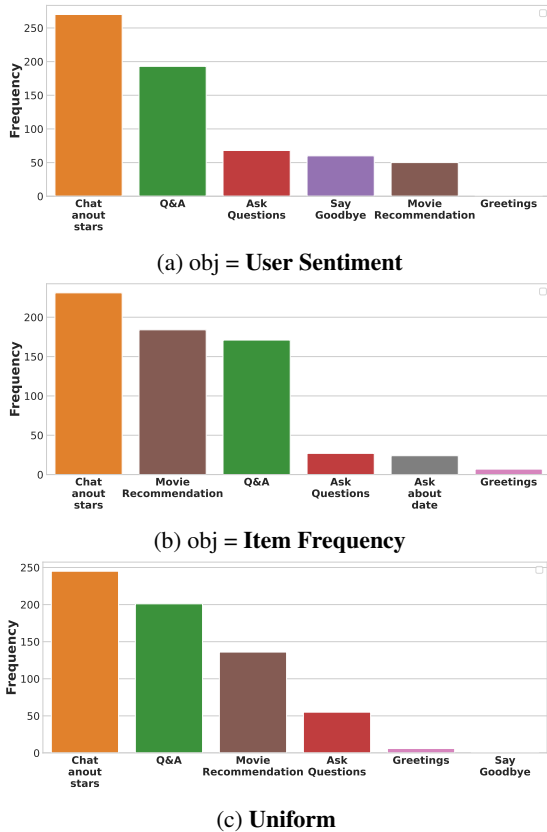 250
200
150
100
50
0
Frequency
Chat
anout
stars
Q&A
Ask
Questions
Say
Goodbye
Movie
Recommendation
Greetings
(a) obj = User Sentiment
200
150
100
50
0
Frequency
Chat
anout
stars
Movie
Recommendation
Q&A
Ask
Questions
Ask
about
date
Greetings
(b) obj = Item Frequency
250
200
150
100
50
0
Frequency
Chat
anout
stars
Q&A
Movie
Recommendation
Ask
Questions
Greetings
Say
Goodbye
(c) Uniform